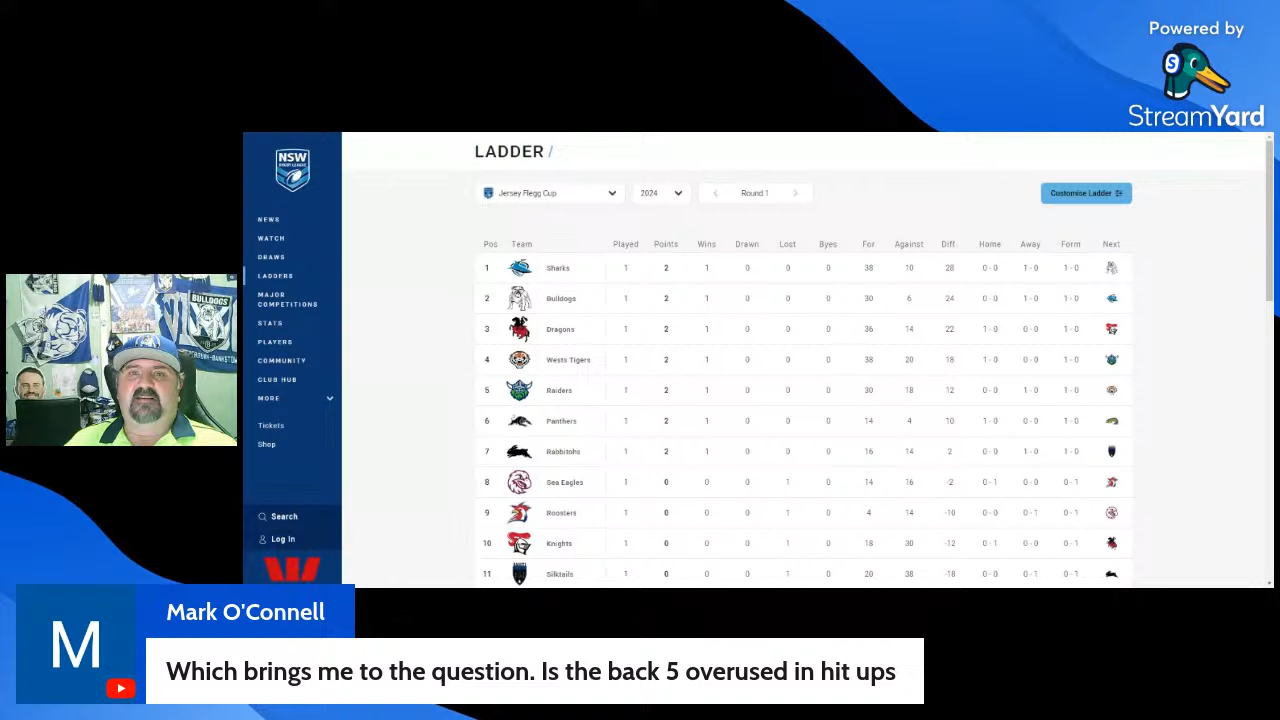 Powered by
StreamYard
NSW
RUGBY LEAGUE
LADDER /
Jersey Flegg Cup
2024
Round 1
Customise Ladder
NEWS
WATCH
DRAWS
LADDERS
MAJOR
COMPETITIONS
STATS
PLAYERS
COMMUNITY
CLUB HUB
MORE
Tickets
Shop
Search
Log In
Pos Team Played Points Wins Drawn Lost Byes For Against Diff. Home Away Form Next
1 Sharks 1 2 1 0 0 0 38 10 28 0 - 0 1 - 0 1 - 0
2 Bulldogs 1 2 1 0 0 0 30 6 24 0 - 0 1 - 0 1 - 0
3 Dragons 1 2 1 0 0 0 36 14 22 1 - 0 0 - 0 1 - 0
4 Wests Tigers 1 2 1 0 0 0 38 20 18 1 - 0 0 - 0 1 - 0
5 Raiders 1 2 1 0 0 0 30 18 12 0 - 0 1 - 0 1 - 0
6 Panthers 1 2 1 0 0 0 14 4 10 1 - 0 0 - 0 1 - 0
7 Rabbitohs 1 2 1 0 0 0 16 14 2 0 - 0 1 - 0 1 - 0
8 Sea Eagles 1 0 0 0 1 0 14 16 -2 0 - 1 0 - 0 0 - 1
9 Roosters 1 0 0 0 1 0 4 14 -10 0 - 0 0 - 1 0 - 1
10 Knights 1 0 0 0 1 0 18 30 -12 0 - 1 0 - 0 0 - 1
11 Silktails 1 0 0 0 1 0 20 38 -18 0 - 0 0 - 1 0 - 1
BULLDOGS
M
Mark O'Connell
Which brings me to the question. Is the back 5 overused in hit ups